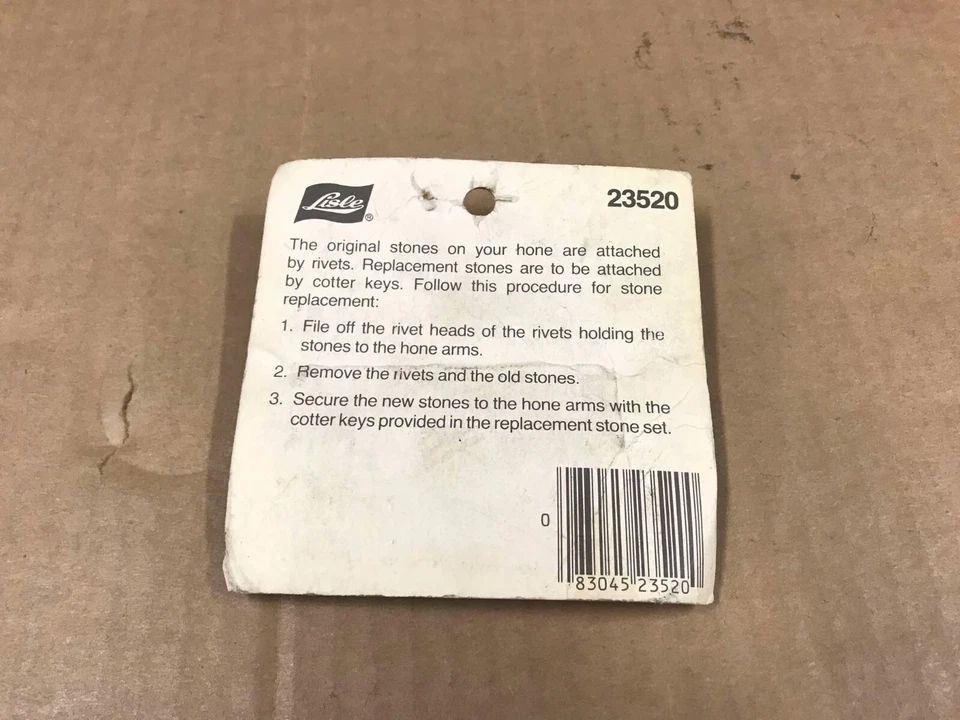 Lisle ®
23520
The original stones on your hone are attached
by rivets. Replacement stones are to be attached
by cotter keys. Follow this procedure for stone
replacement:
1. File off the rivet heads of the rivets holding the
stones to the hone arms.
2. Remove the rivets and the old stones.
3. Secure the new stones to the hone arms with the
cotter keys provided in the replacement stone set.
0
83045 23520